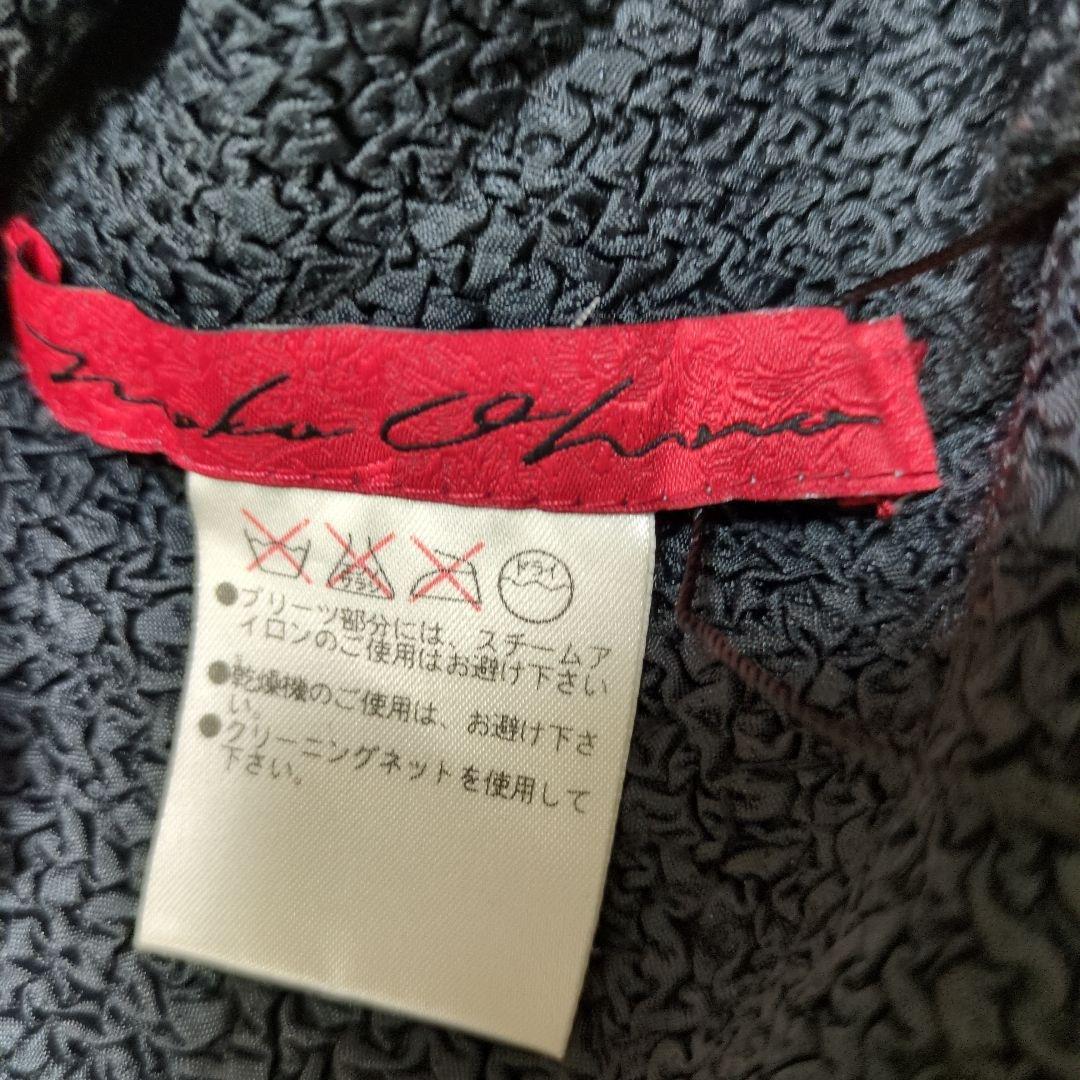 エンソ
ドライ
●プリーツ部分には、スチームア
イロンのご使用はお避け下さい
●乾燥機のご使用は、お避け下さ
い。
●クリーニングネットを使用して
下さい。